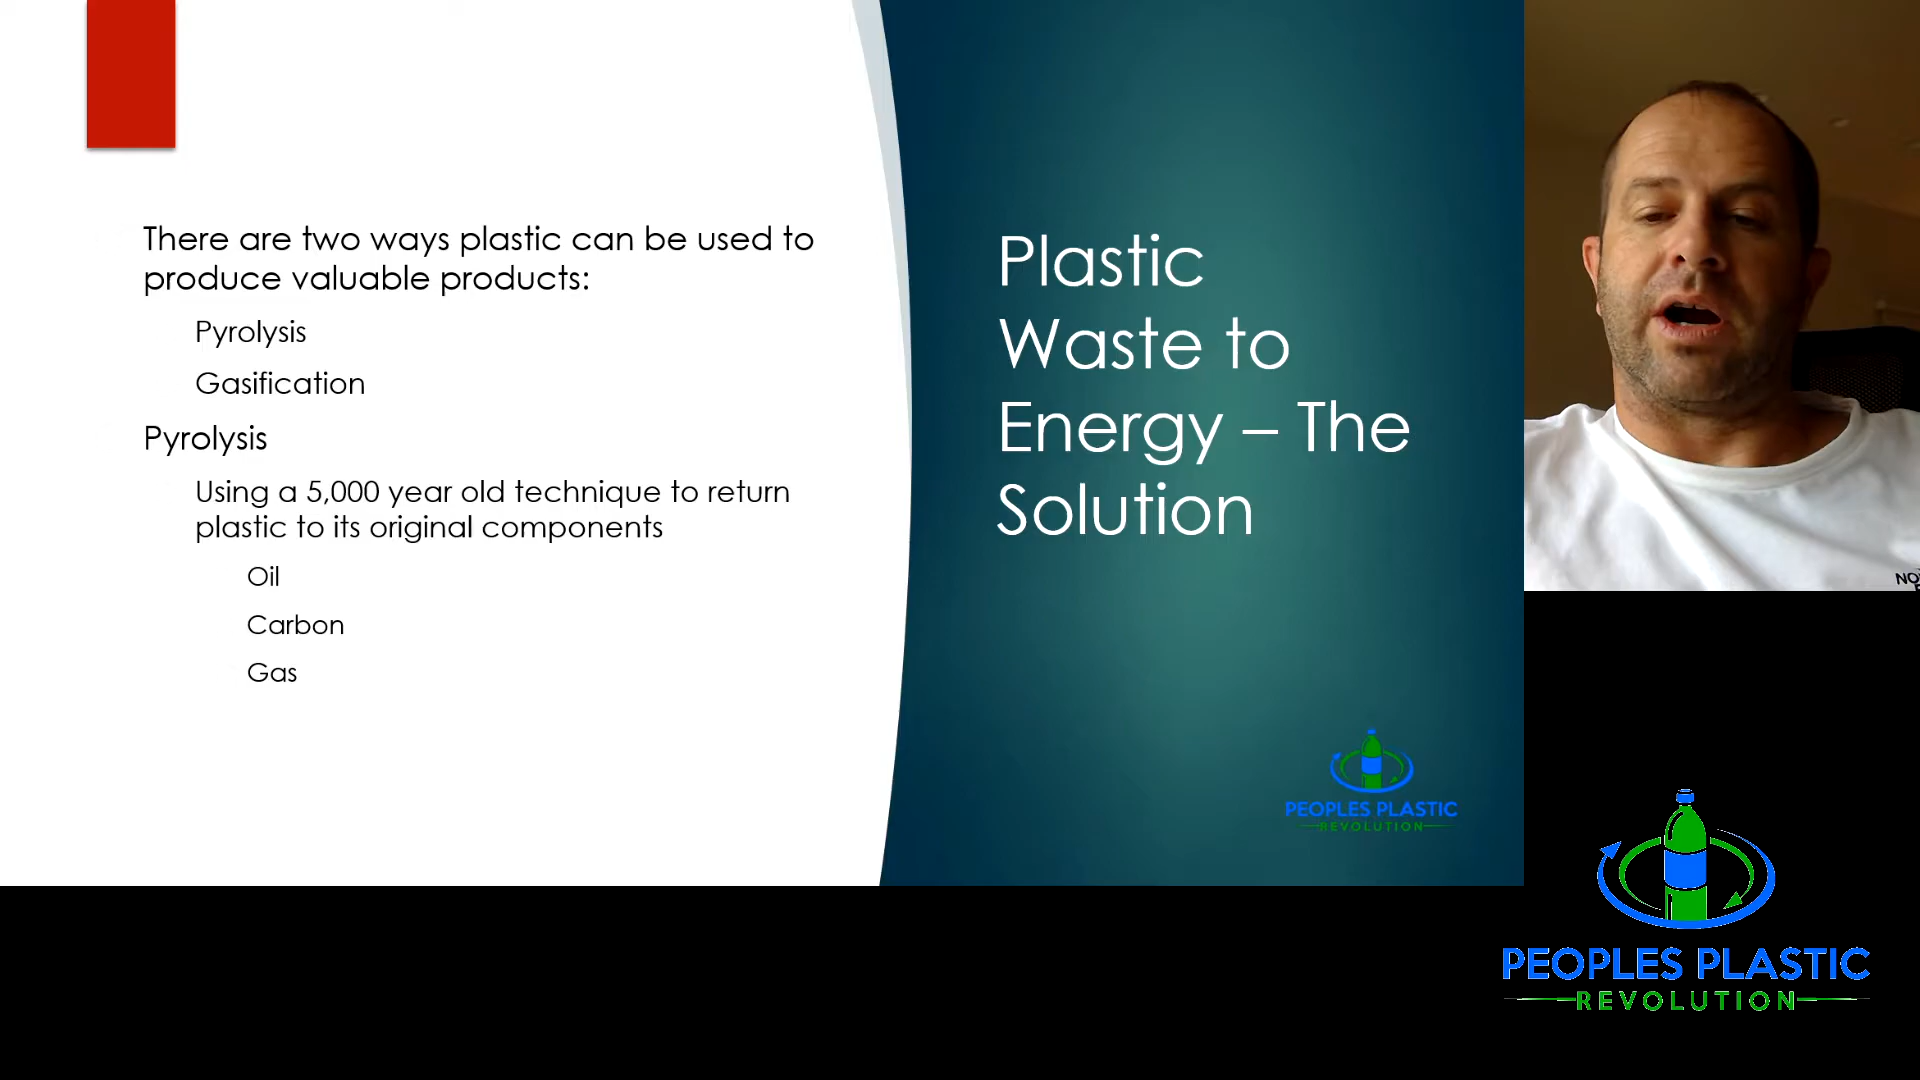 There are two ways plastic can be used to
produce valuable products:
Pyrolysis
Gasification
Pyrolysis
Using a 5,000 year old technique to return
plastic to its original components
Oil
Carbon
Gas
Plastic
Waste to
Energy – The
Solution
PEOPLES PLASTIC
REVOLUTION
NO
PEOPLES PLASTIC
REVOLUTION